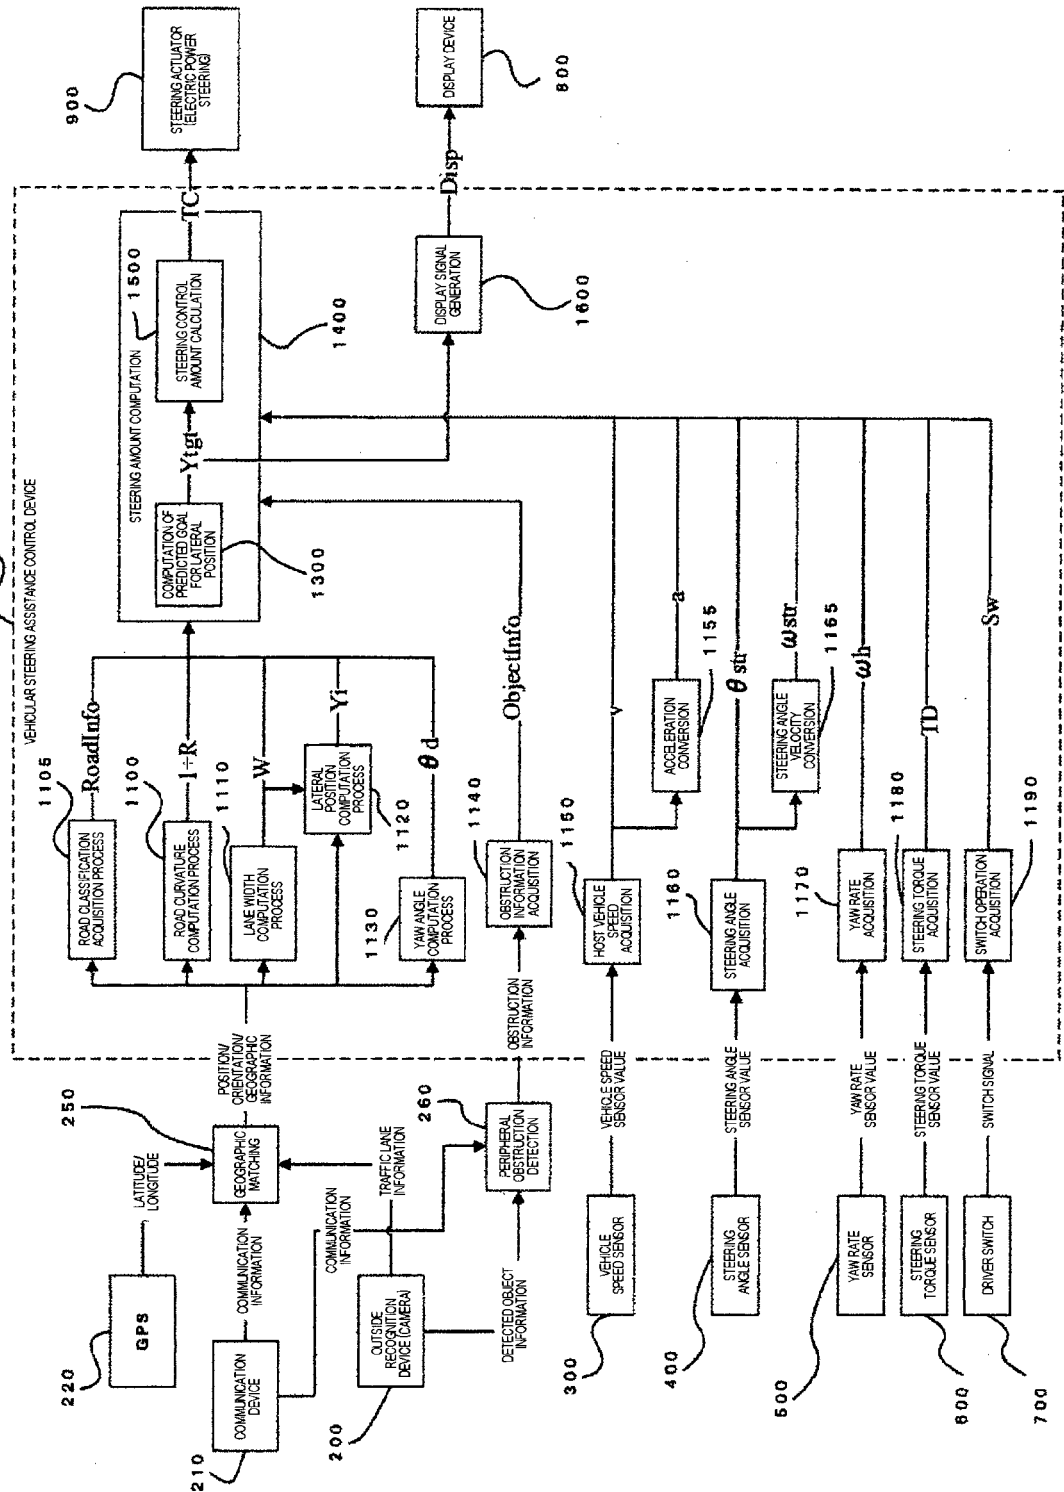 VEHICULAR STEERING ASSISTANCE CONTROL DEVICE
220
GPS
LATITUDE/
LONGITUDE
210
COMMUNICATION
DEVICE
COMMUNICATION
INFORMATION
COMMUNICATION
INFORMATION
200
OUTSIDE
RECOGNITION
DEVICE (CAMERA)
TRAFFIC LANE
INFORMATION
DETECTED OBJECT
INFORMATION
250
GEOGRAPHIC
MATCHING
POSITION/
ORIENTATION/
GEOGRAPHIC
INFORMATION
260
PERIPHERAL
OBSTRUCTION
DETECTION
OBSTRUCTION
INFORMATION
300
VEHICLE
SPEED SENSOR
VEHICLE SPEED
SENSOR VALUE
400
STEERING
ANGLE SENSOR
STEERING ANGLE
SENSOR VALUE
500
YAW RATE
SENSOR
YAW RATE
SENSOR VALUE
600
STEERING
TORQUE SENSOR
STEERING TORQUE
SENSOR VALUE
700
DRIVER SWITCH
SWITCH SIGNAL
1105
ROAD CLASSIFICATION
ACQUISITION PROCESS
RoadInfo
1100
ROAD CURVATURE
COMPUTATION PROCESS
1÷R
1110
LANE WIDTH
COMPUTATION
PROCESS
W
1120
LATERAL
POSITION
COMPUTATION
PROCESS
Yi
1130
YAW ANGLE
COMPUTATION
PROCESS
θd
1140
OBSTRUCTION
INFORMATION
ACQUISITION
ObjectInfo
1150
HOST VEHICLE
SPEED
ACQUISITION
v
1155
ACCELERATION
CONVERSION
a
1160
STEERING ANGLE
ACQUISITION
θstr
1165
STEERING ANGLE
VELOCITY
CONVERSION
ωstr
1170
YAW RATE
ACQUISITION
ωh
1180
STEERING TORQUE
ACQUISITION
TD
1190
SWITCH OPERATION
ACQUISITION
Sw
STEERING AMOUNT COMPUTATION
1300
COMPUTATION OF
PREDICTED GOAL
FOR LATERAL
POSITION
Ytgt
1500
STEERING CONTROL
AMOUNT CALCULATION
TC
1400
1600
DISPLAY SIGNAL
GENERATION
Disp
900
STEERING ACTUATOR
(ELECTRIC POWER
STEERING)
800
DISPLAY DEVICE